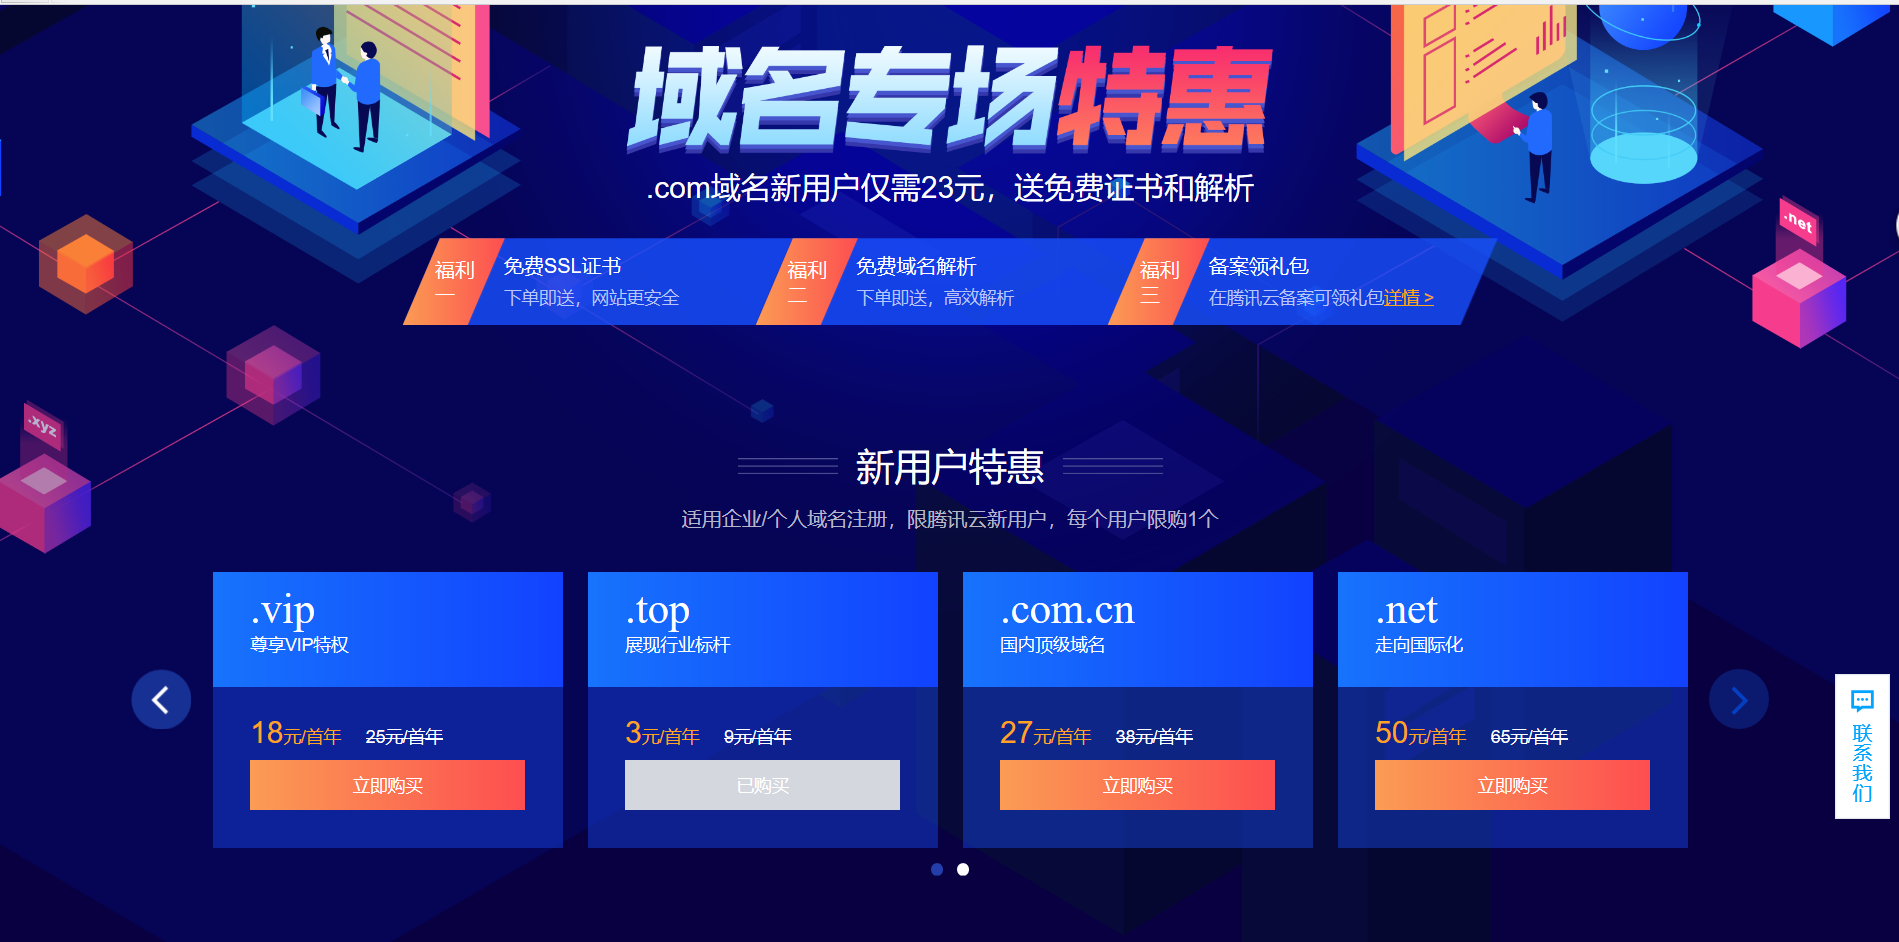 域名专场特惠
.com域名新用户仅需23元，送免费证书和解析
福利一
免费SSL证书
下单即送，网站更安全
福利二
免费域名解析
下单即送，高效解析
福利三
备案领礼包
在腾讯云备案可领礼包详情 >
.net
.xyz
新用户特惠
适用企业/个人域名注册，限腾讯云新用户，每个用户限购1个
.vip
尊享VIP特权
18元/首年 25元/首年
立即购买
.top
展现行业标杆
3元/首年 9元/首年
已购买
.com.cn
国内顶级域名
27元/首年 38元/首年
立即购买
.net
走向国际化
50元/首年 65元/首年
立即购买
联系我们